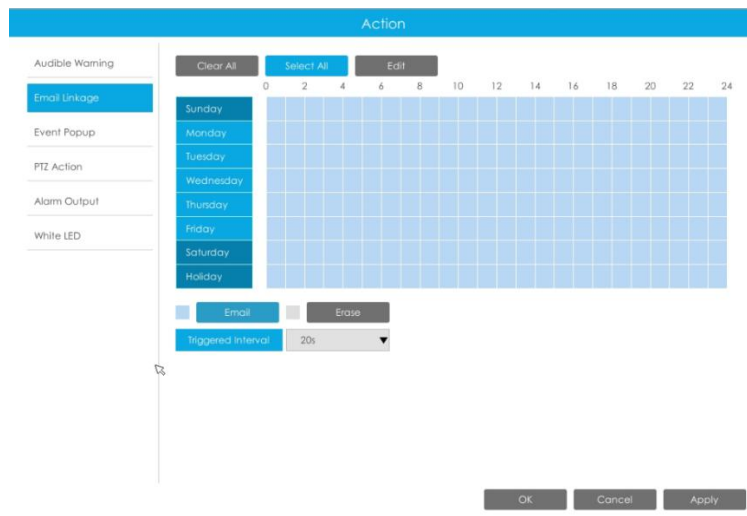 Action
Audible Warning
Email Linkage
Event Popup
PTZ Action
Alarm Output
White LED
Clear All Select All Edit
0 2 4 6 8 10 12 14 16 18 20 22 24
Sunday
Monday
Tuesday
Wednesday
Thursday
Friday
Saturday
Holiday
Email Erase
Triggered Interval 20s
OK Cancel Apply